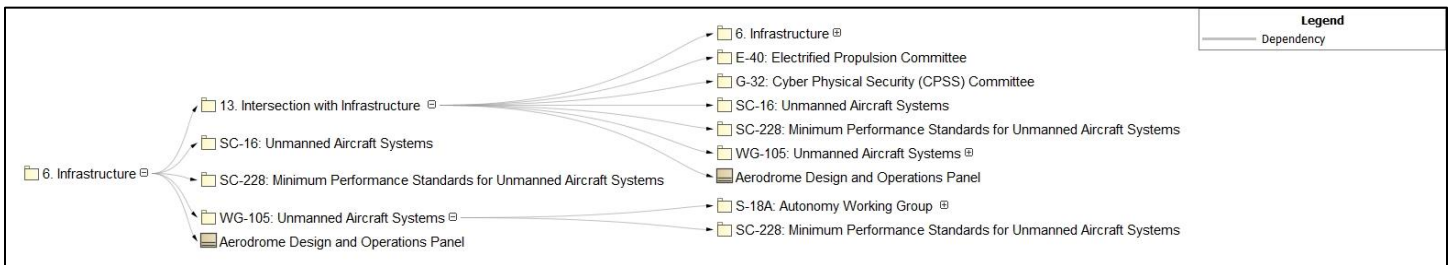 Legend
Dependency
6. Infrastructure
13. Intersection with Infrastructure
SC-16: Unmanned Aircraft Systems
SC-228: Minimum Performance Standards for Unmanned Aircraft Systems
WG-105: Unmanned Aircraft Systems
Aerodrome Design and Operations Panel
6. Infrastructure
E-40: Electrified Propulsion Committee
G-32: Cyber Physical Security (CPSS) Committee
SC-16: Unmanned Aircraft Systems
SC-228: Minimum Performance Standards for Unmanned Aircraft Systems
WG-105: Unmanned Aircraft Systems
Aerodrome Design and Operations Panel
S-18A: Autonomy Working Group
SC-228: Minimum Performance Standards for Unmanned Aircraft Systems